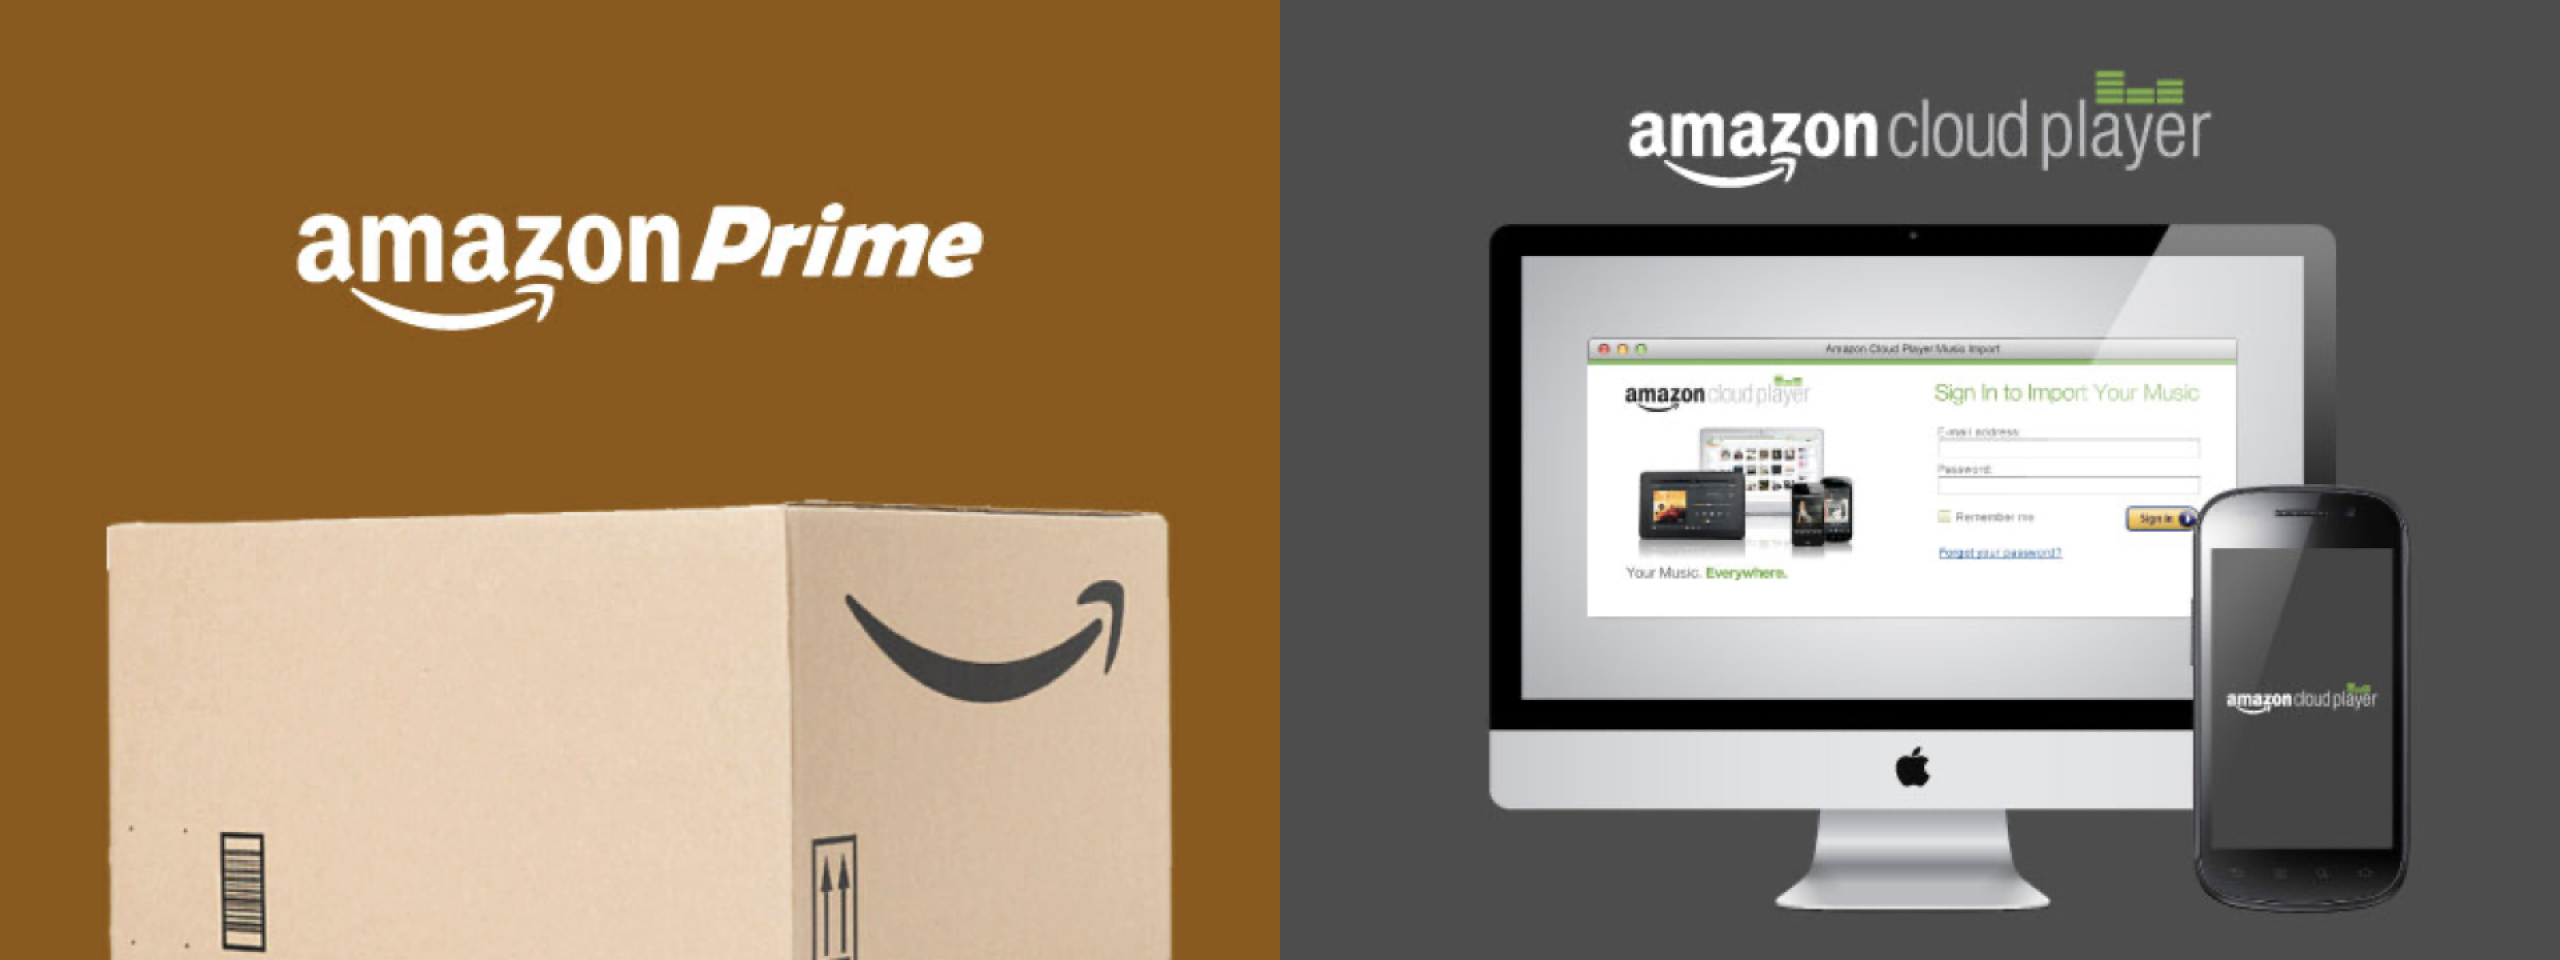 amazon Prime
amazon cloud player
Amazon Cloud Player Music Import
amazon cloud player
Sign In to Import Your Music
E-mail address:
Password:
Remember me
Sign in
Forgot your password?
Your Music. Everywhere.
amazon cloud player